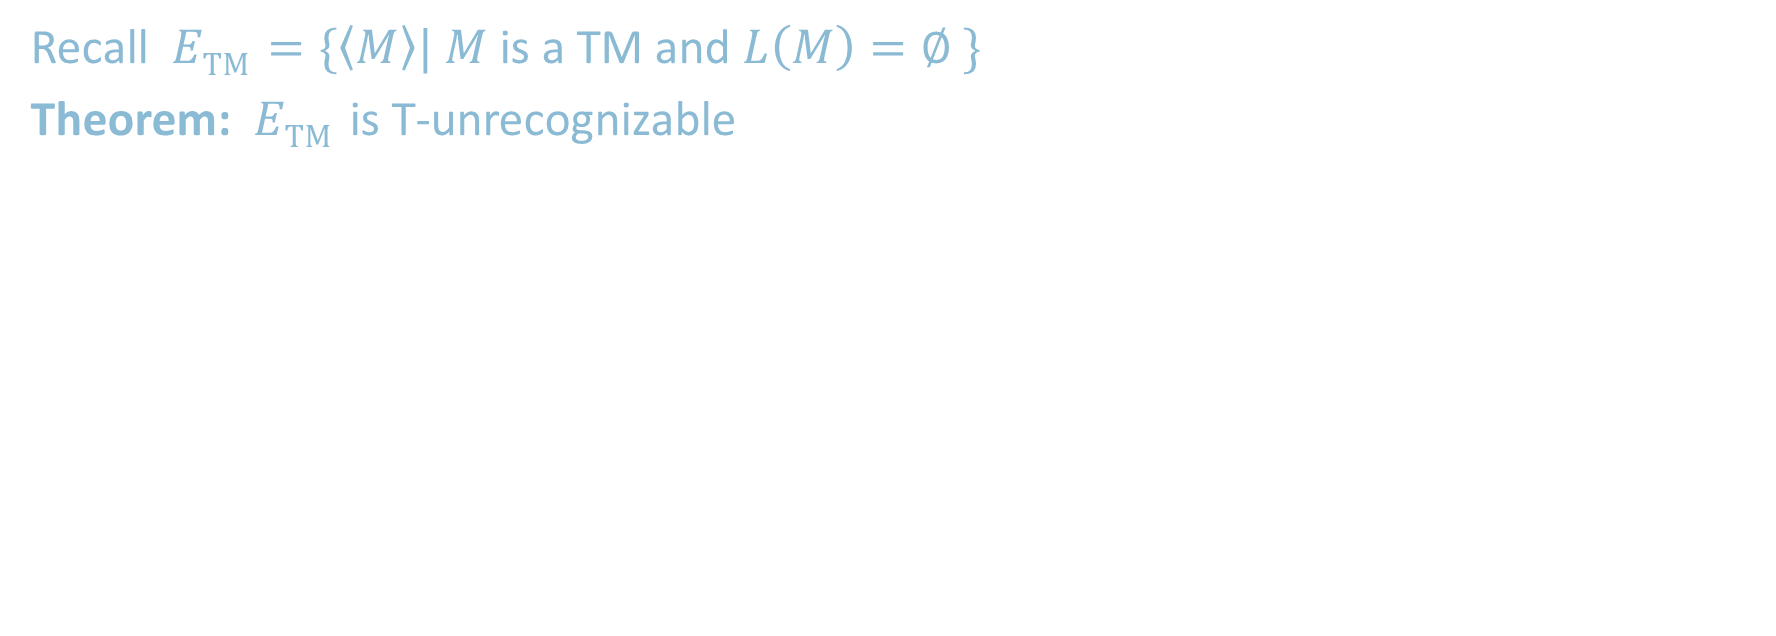 Recall E_TM = {⟨M⟩| M is a TM and L(M) = ∅ }
Theorem: E_TM is T-unrecognizable